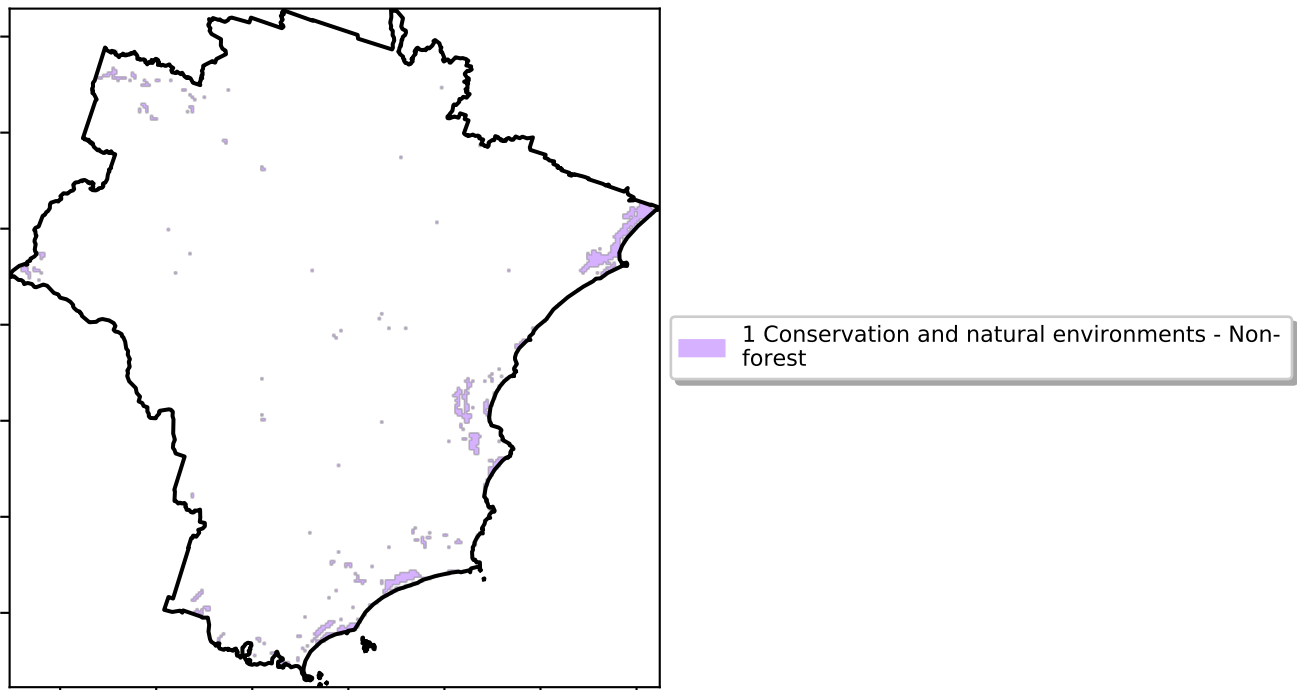 1 Conservation and natural environments - Non-
forest